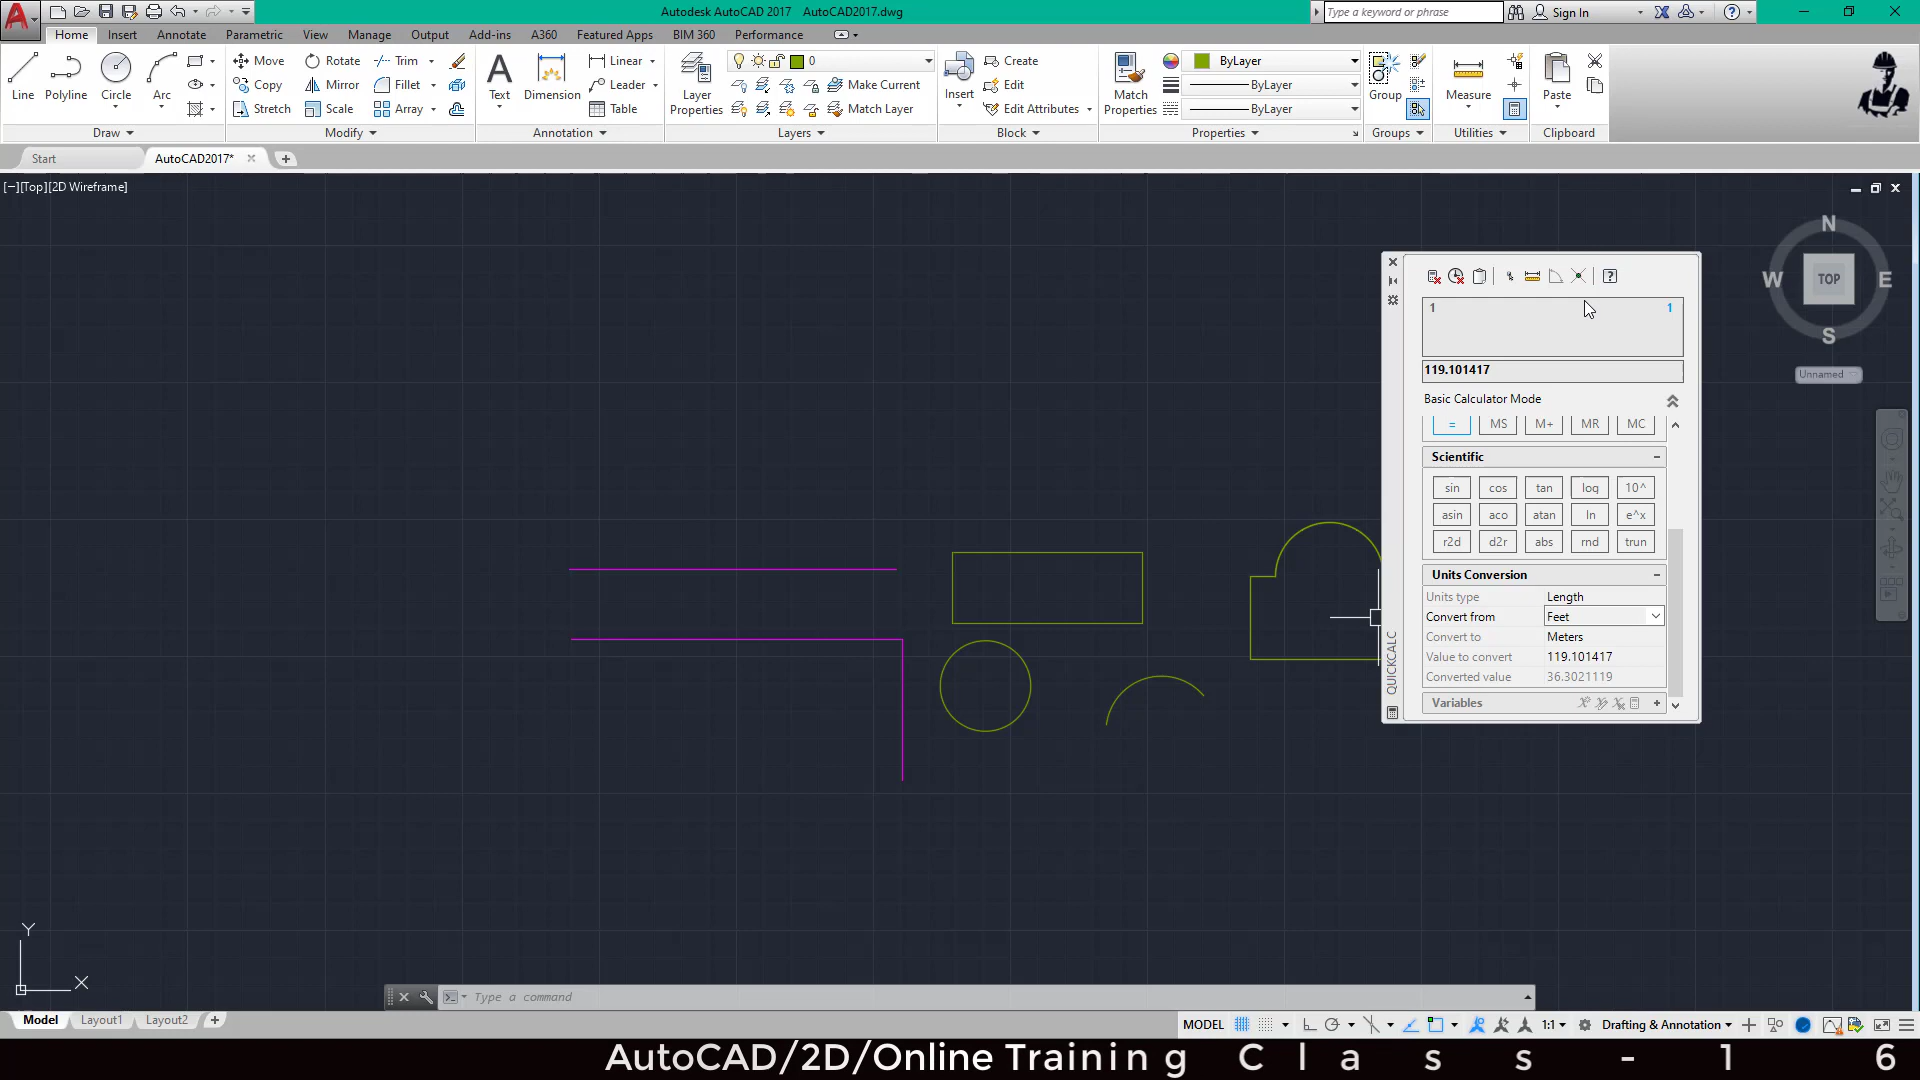 Autodesk AutoCAD 2017 AutoCAD2017.dwg
Type a keyword or phrase
Sign In
Home Insert Annotate Parametric View Manage Output Add-ins A360 Featured Apps BIM 360 Performance
Line Polyline Circle Arc
Move Rotate Trim
Copy Mirror Fillet
Stretch Scale Array
Text Dimension
Linear
Leader
Table
Layer Properties
0
Make Current
Match Layer
Insert
Create
Edit
Edit Attributes
Match Properties
ByLayer
ByLayer
ByLayer
Group
Measure
Paste
Draw Modify Annotation Layers Block Properties Groups Utilities Clipboard
Start AutoCAD2017*
[−][Top][2D Wireframe]
N
W TOP E
S
Unnamed
1 1
119.101417
Basic Calculator Mode
= MS M+ MR MC
Scientific
sin cos tan log 10^
asin aco atan ln e^x
r2d d2r abs rnd trun
Units Conversion
Units type Length
Convert from Feet
Convert to Meters
Value to convert 119.101417
Converted value 36.3021119
Variables
QUICKCALC
Y
X
Type a command
Model Layout1 Layout2
MODEL 1:1 Drafting & Annotation
AutoCAD/2D/Online Training Class-16